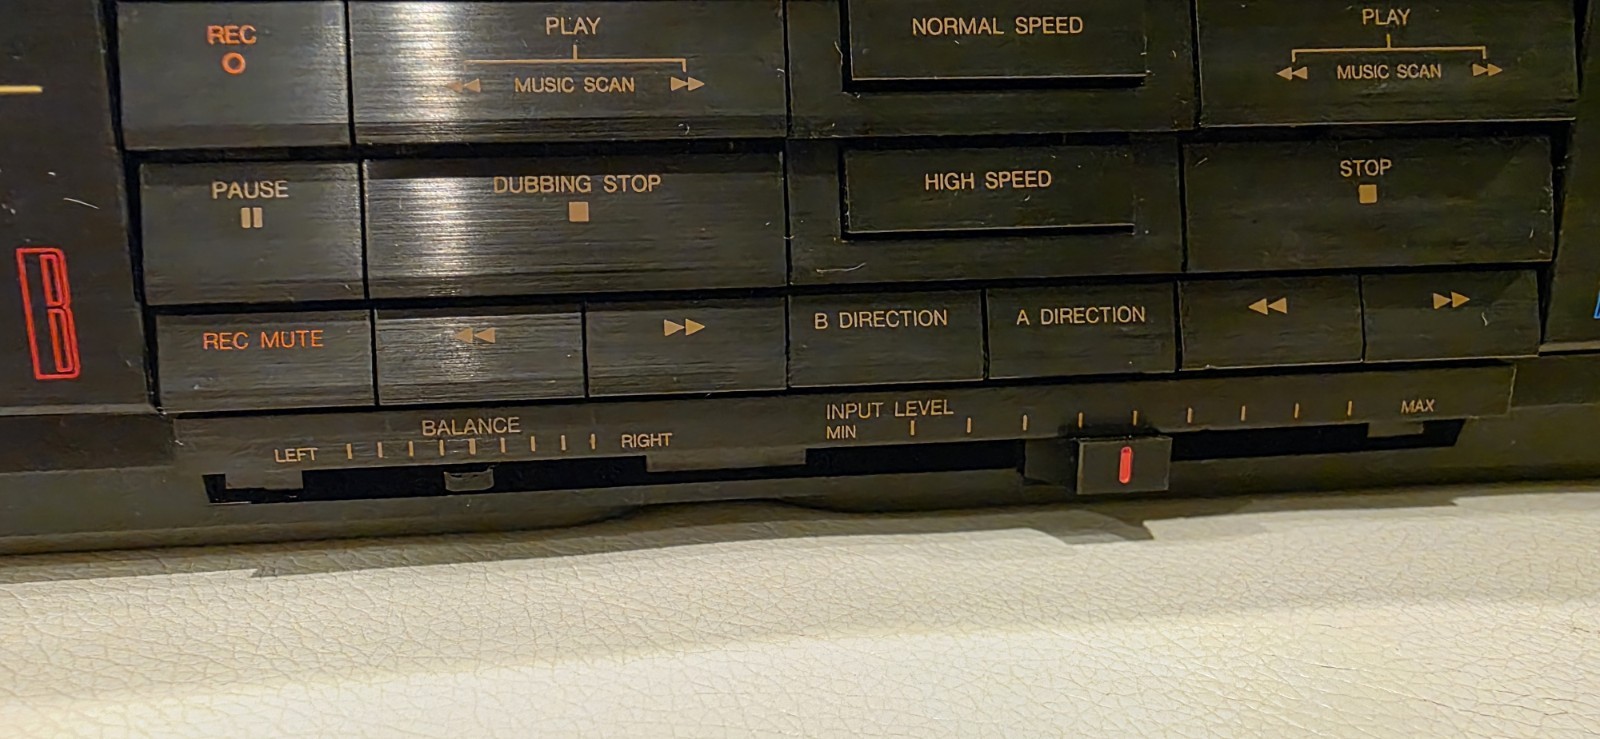 REC
PLAY
MUSIC SCAN
NORMAL SPEED
PLAY
MUSIC SCAN
PAUSE
DUBBING STOP
HIGH SPEED
STOP
B
REC MUTE
B DIRECTION
A DIRECTION
BALANCE
LEFT
RIGHT
INPUT LEVEL
MIN
MAX